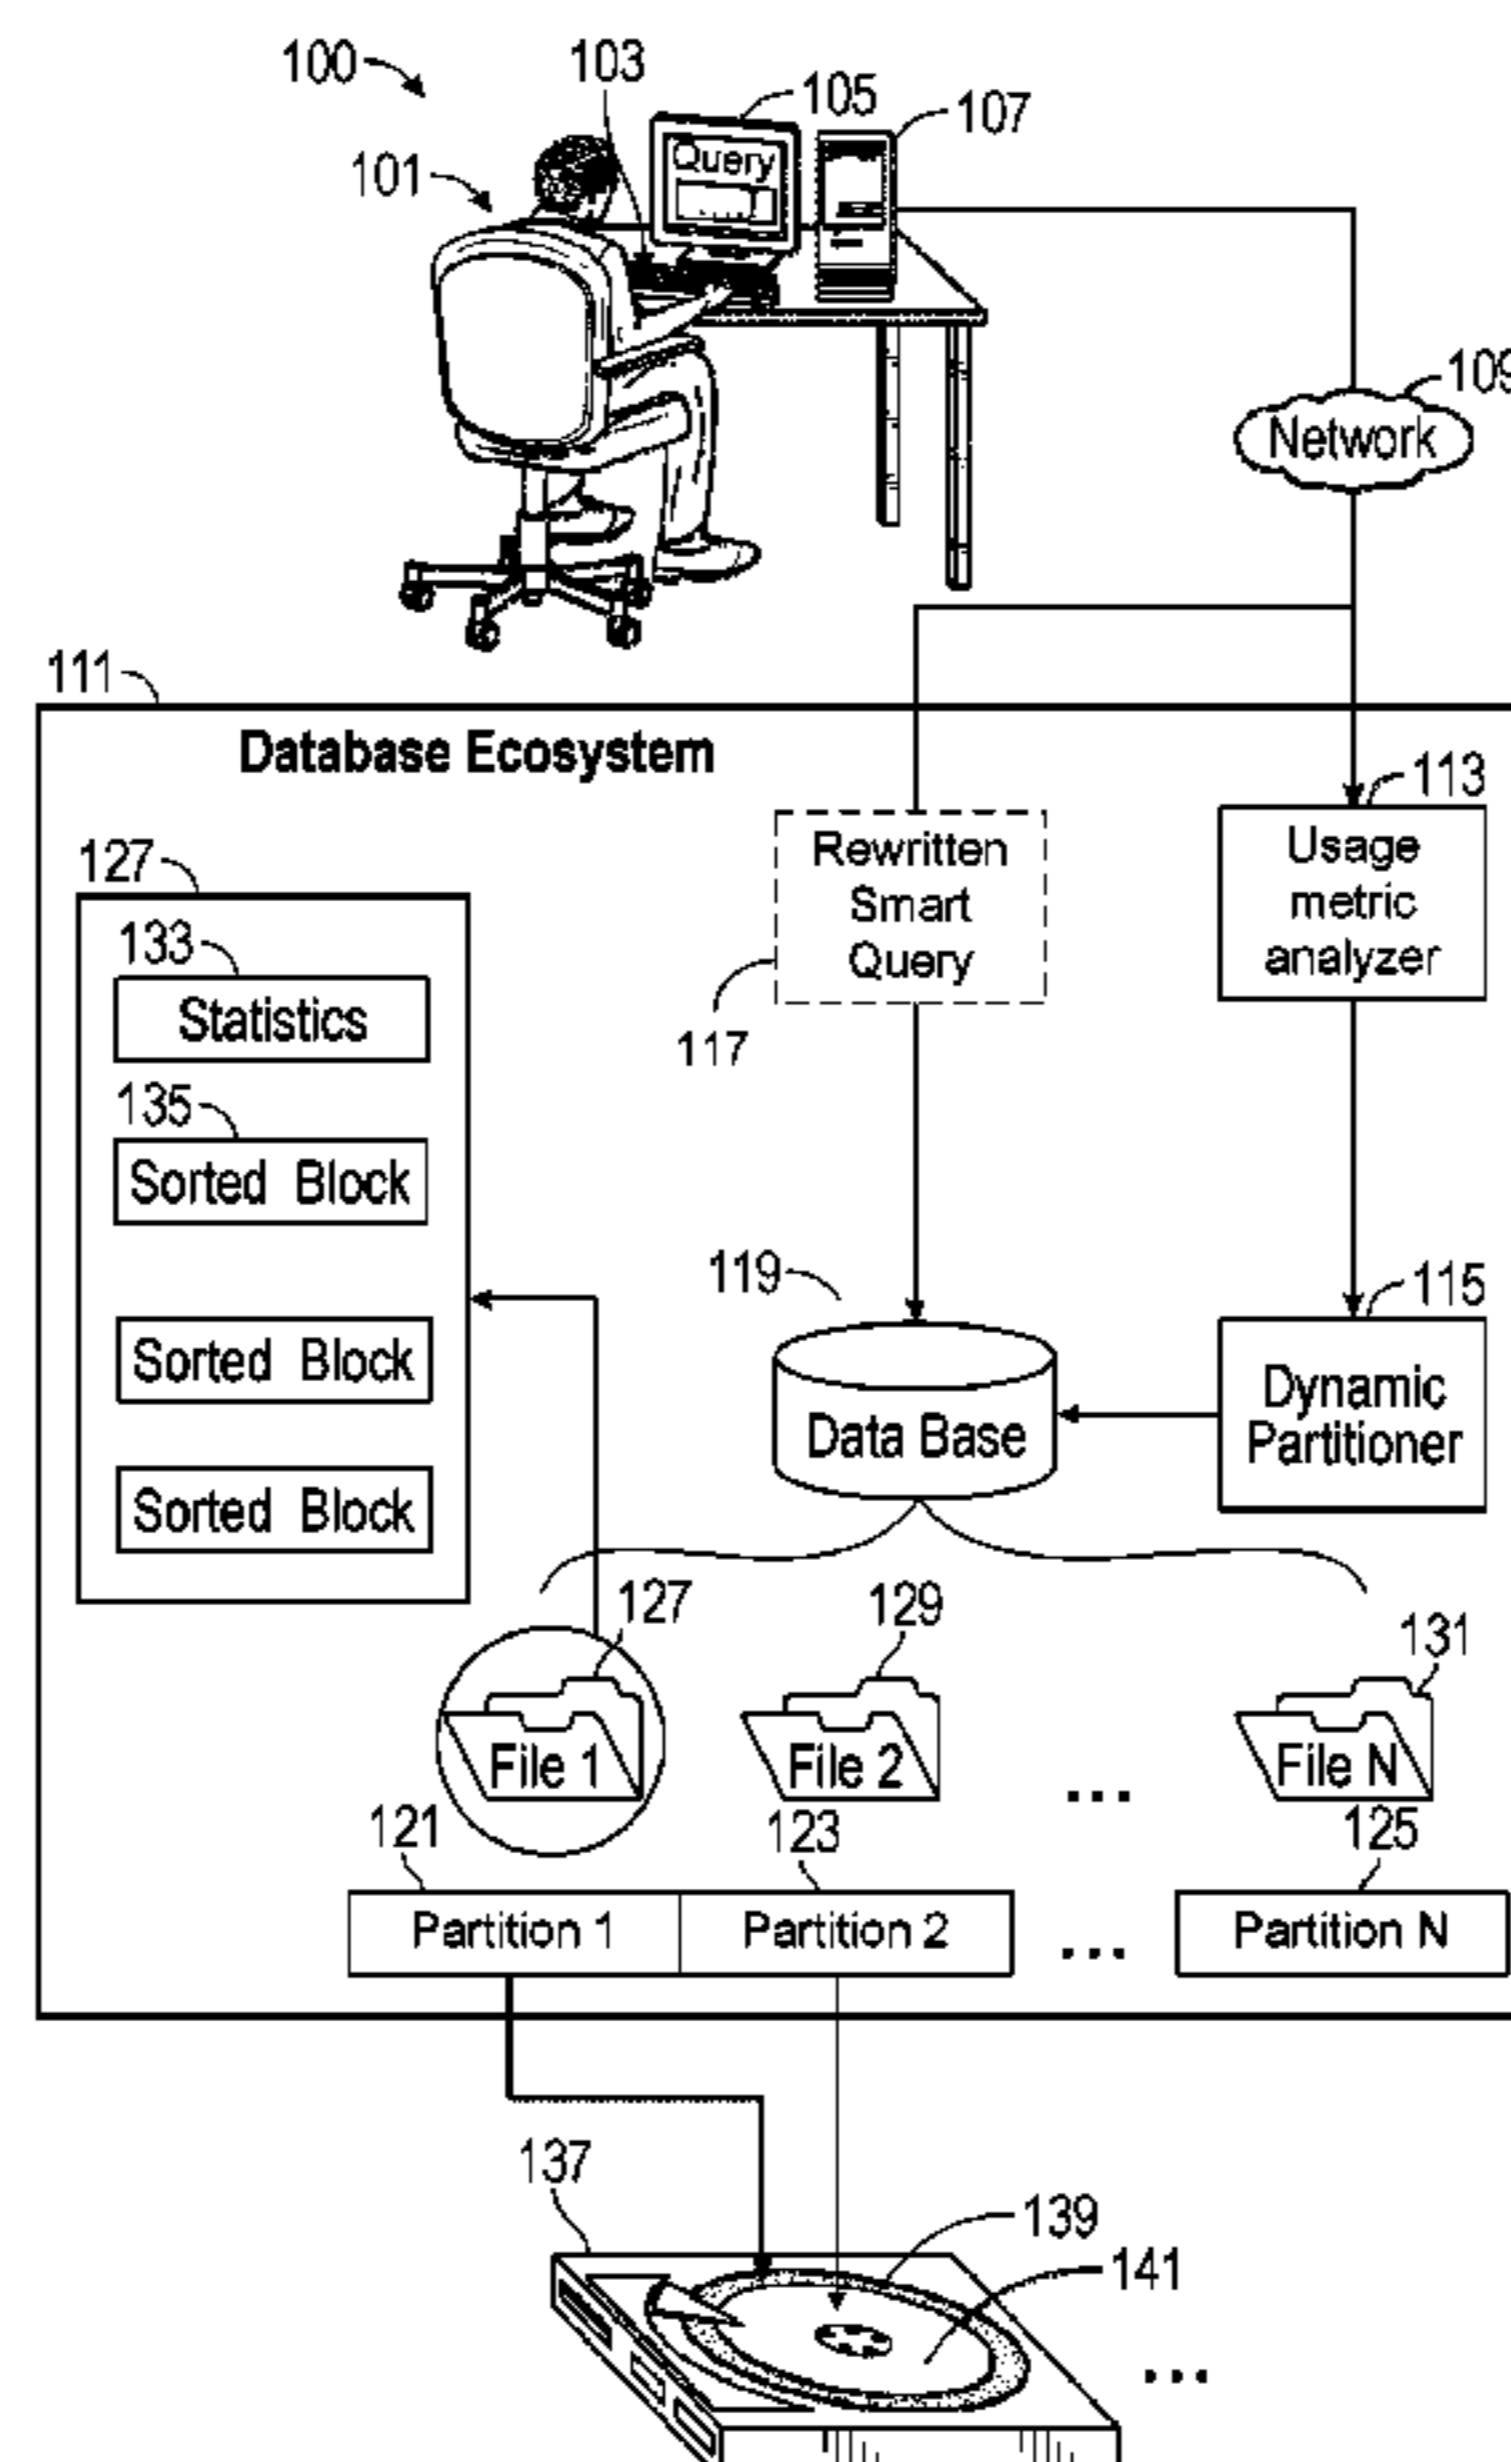 100
103
105
107
101
Query
109
Network
111
Database Ecosystem
113
127
Rewritten
Smart
Query
Usage
metric
analyzer
133
Statistics
117
135
Sorted Block
119
115
Sorted Block
Data Base
Dynamic
Partitioner
Sorted Block
127
129
131
File 1
File 2
...
File N
121
123
125
Partition 1
Partition 2
...
Partition N
137
139
141
...